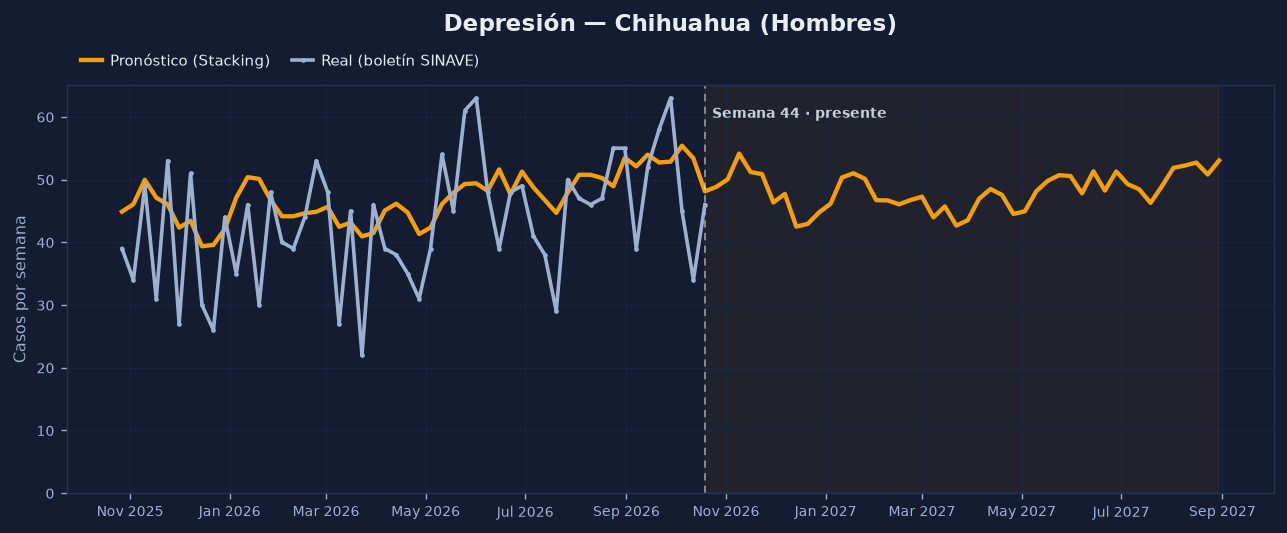 Depresión — Chihuahua (Hombres)
Pronóstico (Stacking)
Real (boletín SINAVE)
Semana 44 · presente
Casos por semana
60
50
40
30
20
10
0
Nov 2025
Jan 2026
Mar 2026
May 2026
Jul 2026
Sep 2026
Nov 2026
Jan 2027
Mar 2027
May 2027
Jul 2027
Sep 2027